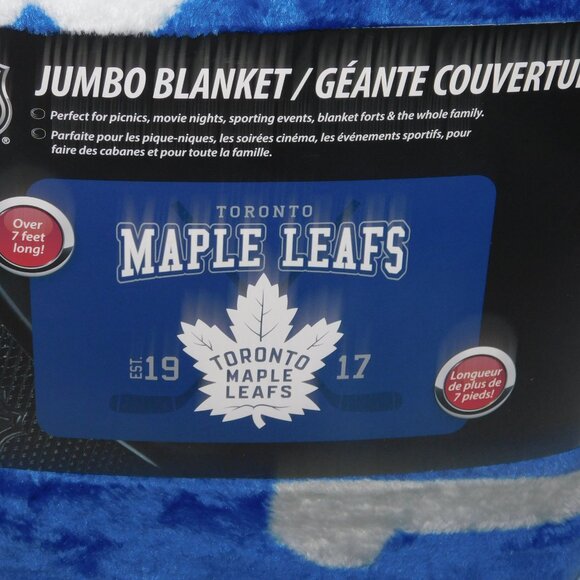 JUMBO BLANKET / GÉANTE COUVERTU
Perfect for picnics, movie nights, sporting events, blanket forts & the whole family.
Parfaite pour les pique-niques, les soirées cinéma, les événements sportifs, pour
faire des cabanes et pour toute la famille.
Over
7 feet
long!
TORONTO
MAPLE LEAFS
EST. 19 17
TORONTO
MAPLE
LEAFS
Longueur
de plus de
7 pieds!